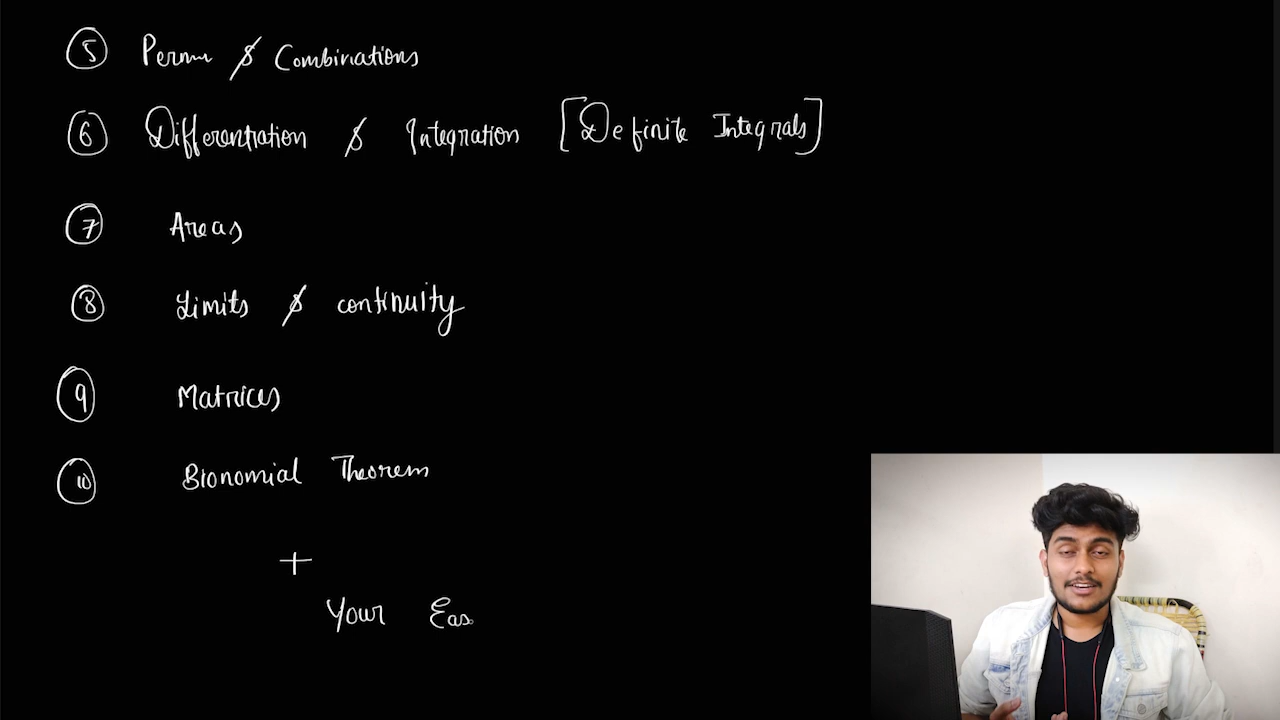 5 Perm & Combinations
6 Differentiation & Integration [Definite Integrals]
7 Areas
8 Limits & continuity
9 Matrices
10 Bionomial Theorem
+
Your Eas